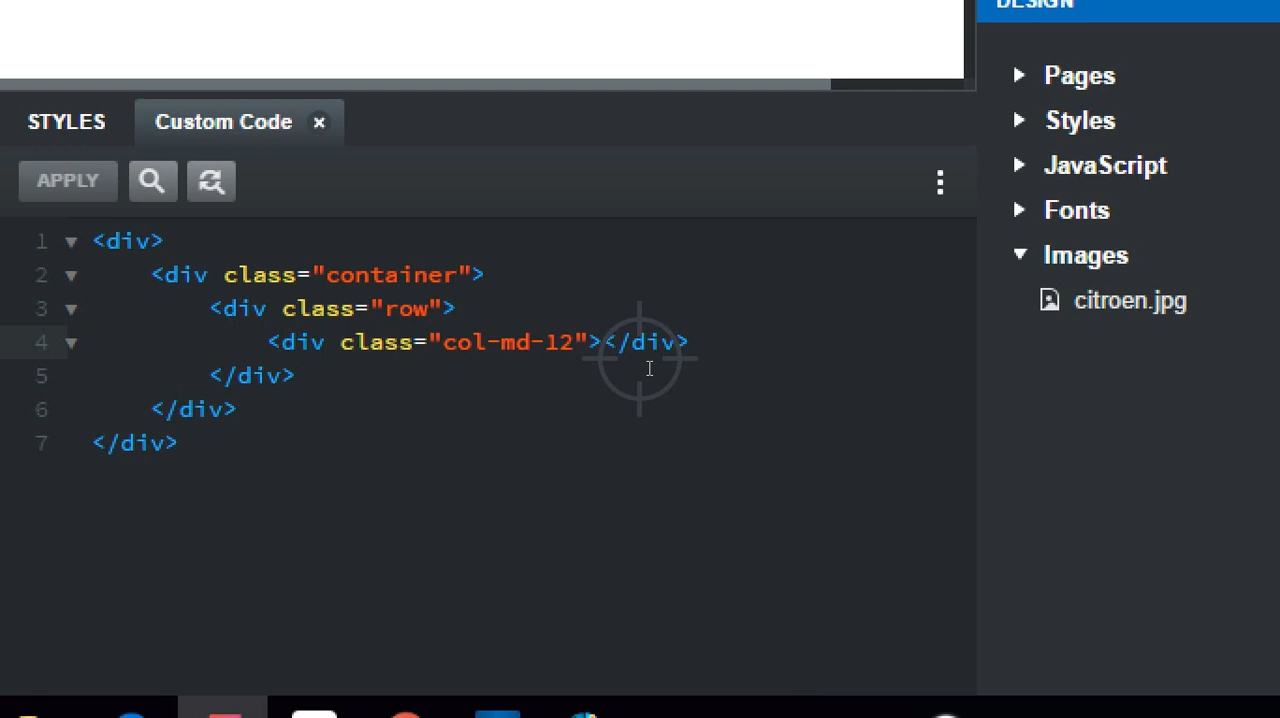 DESIGN
STYLES
Custom Code ×
APPLY
1 <div>
2 <div class="container">
3 <div class="row">
4 <div class="col-md-12"></div>
5 </div>
6 </div>
7 </div>
Pages
Styles
JavaScript
Fonts
Images
citroen.jpg